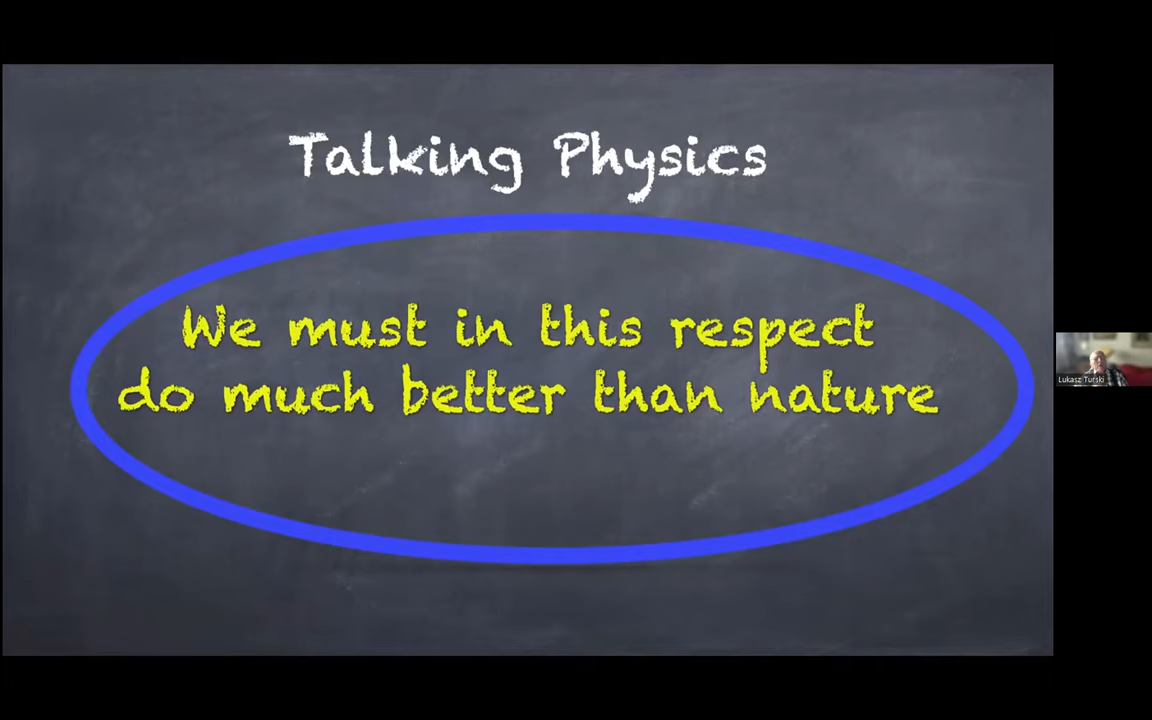 Talking Physics
We must in this respect
do much better than nature
Lukasz Turski